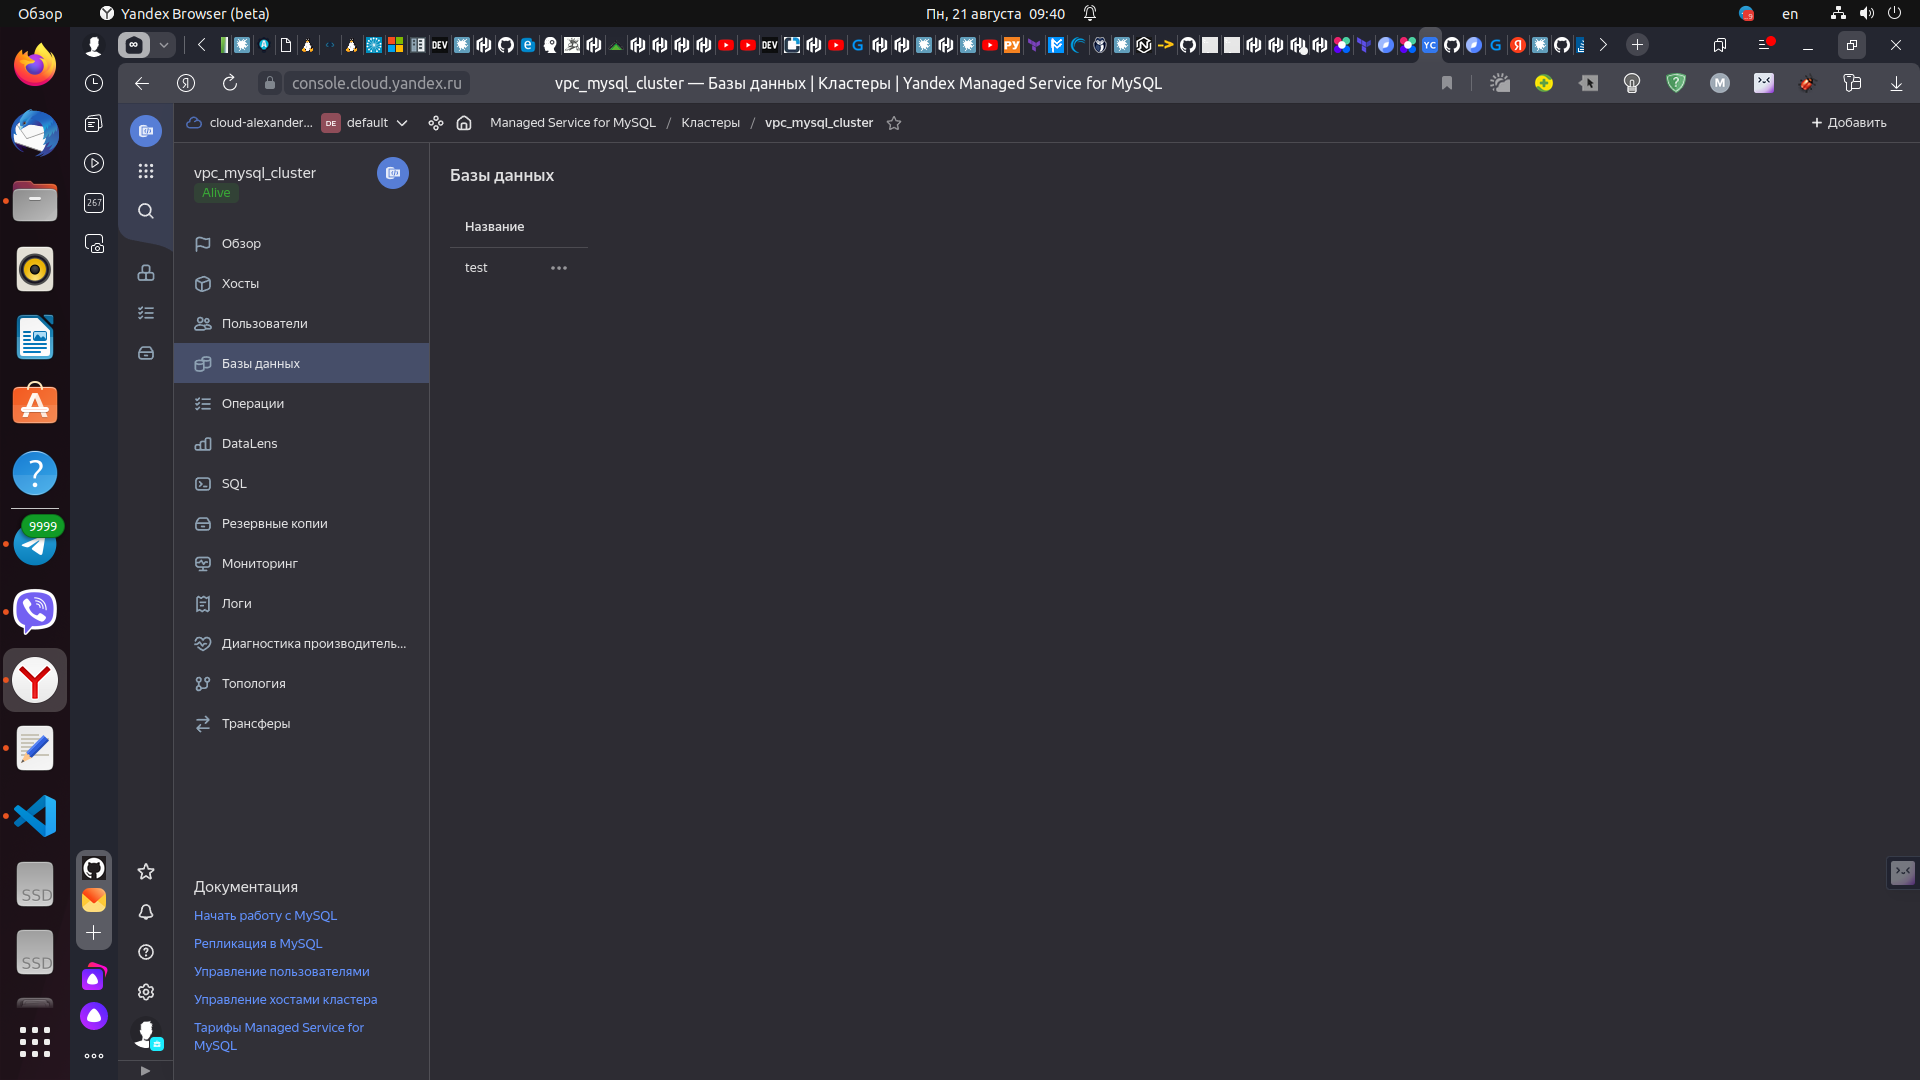 Обзор
Yandex Browser (beta)
Пн, 21 августа 09:40
en
console.cloud.yandex.ru
vpc_mysql_cluster — Базы данных | Кластеры | Yandex Managed Service for MySQL
cloud-alexander...
DE
default
Managed Service for MySQL / Кластеры / vpc_mysql_cluster
+ Добавить
vpc_mysql_cluster
Alive
267
Обзор
Хосты
Пользователи
Базы данных
Операции
DataLens
SQL
Резервные копии
Мониторинг
Логи
Диагностика производитель...
Топология
Трансферы
Базы данных
Название
test
9999
SSD
SSD
Документация
Начать работу с MySQL
Репликация в MySQL
Управление пользователями
Управление хостами кластера
Тарифы Managed Service for
MySQL